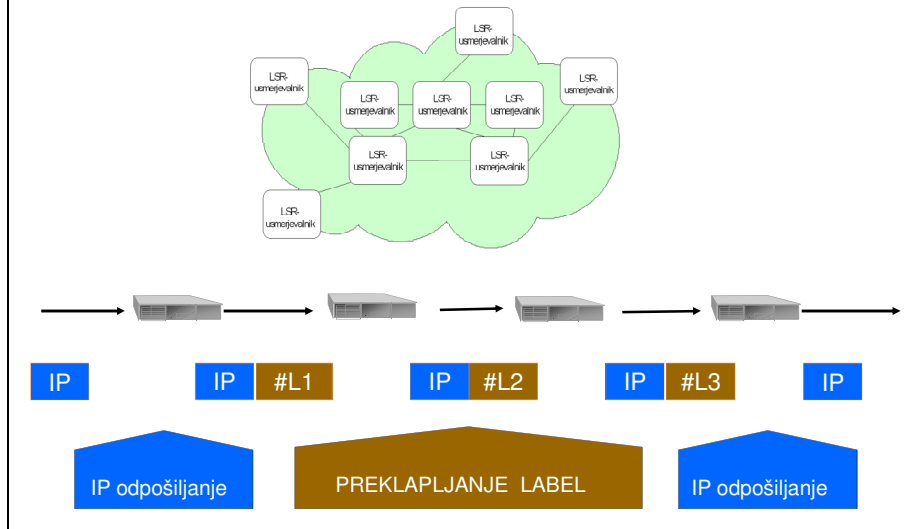 LSR-
usmerjevalnik
LSR-
usmerjevalnik
LSR-
usmerjevalnik
LSR-
usmerjevalnik
LSR-
usmerjevalnik
LSR-
usmerjevalnik
LSR-
usmerjevalnik
LSR-
usmerjevalnik
LSR-
usmerjevalnik
IP
IP #L1
IP #L2
IP #L3
IP
IP odpošiljanje
PREKLAPLJANJE LABEL
IP odpošiljanje